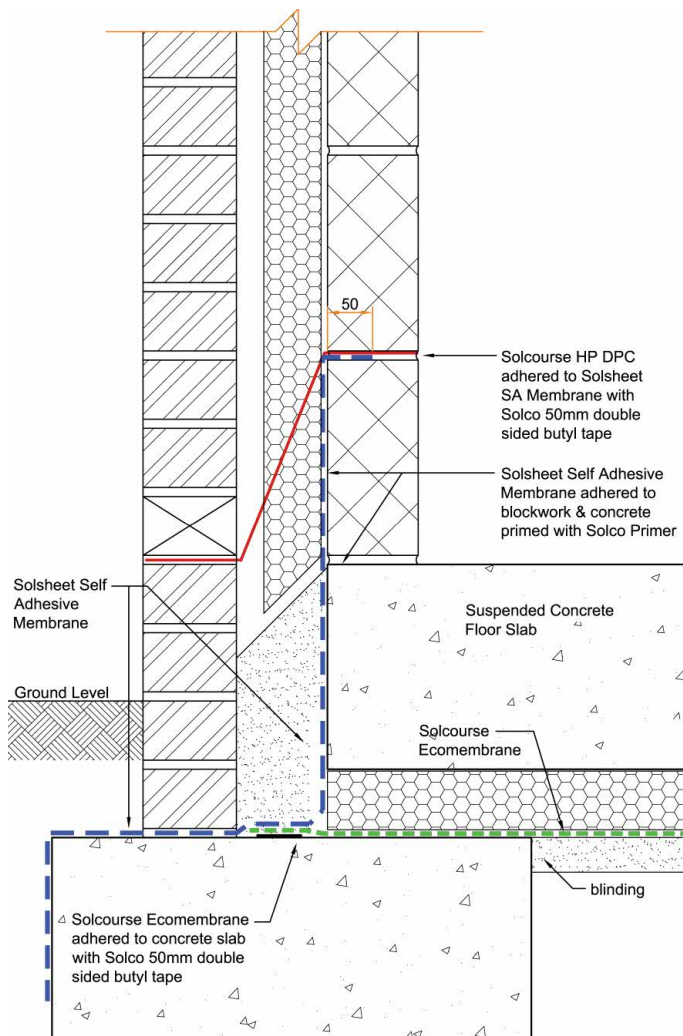 50
Solcourse HP DPC
adhered to Solsheet
SA Membrane with
Solco 50mm double
sided butyl tape
Solsheet Self Adhesive
Membrane adhered to
blockwork & concrete
primed with Solco Primer
Solsheet Self
Adhesive
Membrane
Suspended Concrete
Floor Slab
Ground Level
Solcourse
Ecomembrane
blinding
Solcourse Ecomembrane
adhered to concrete slab
with Solco 50mm double
sided butyl tape